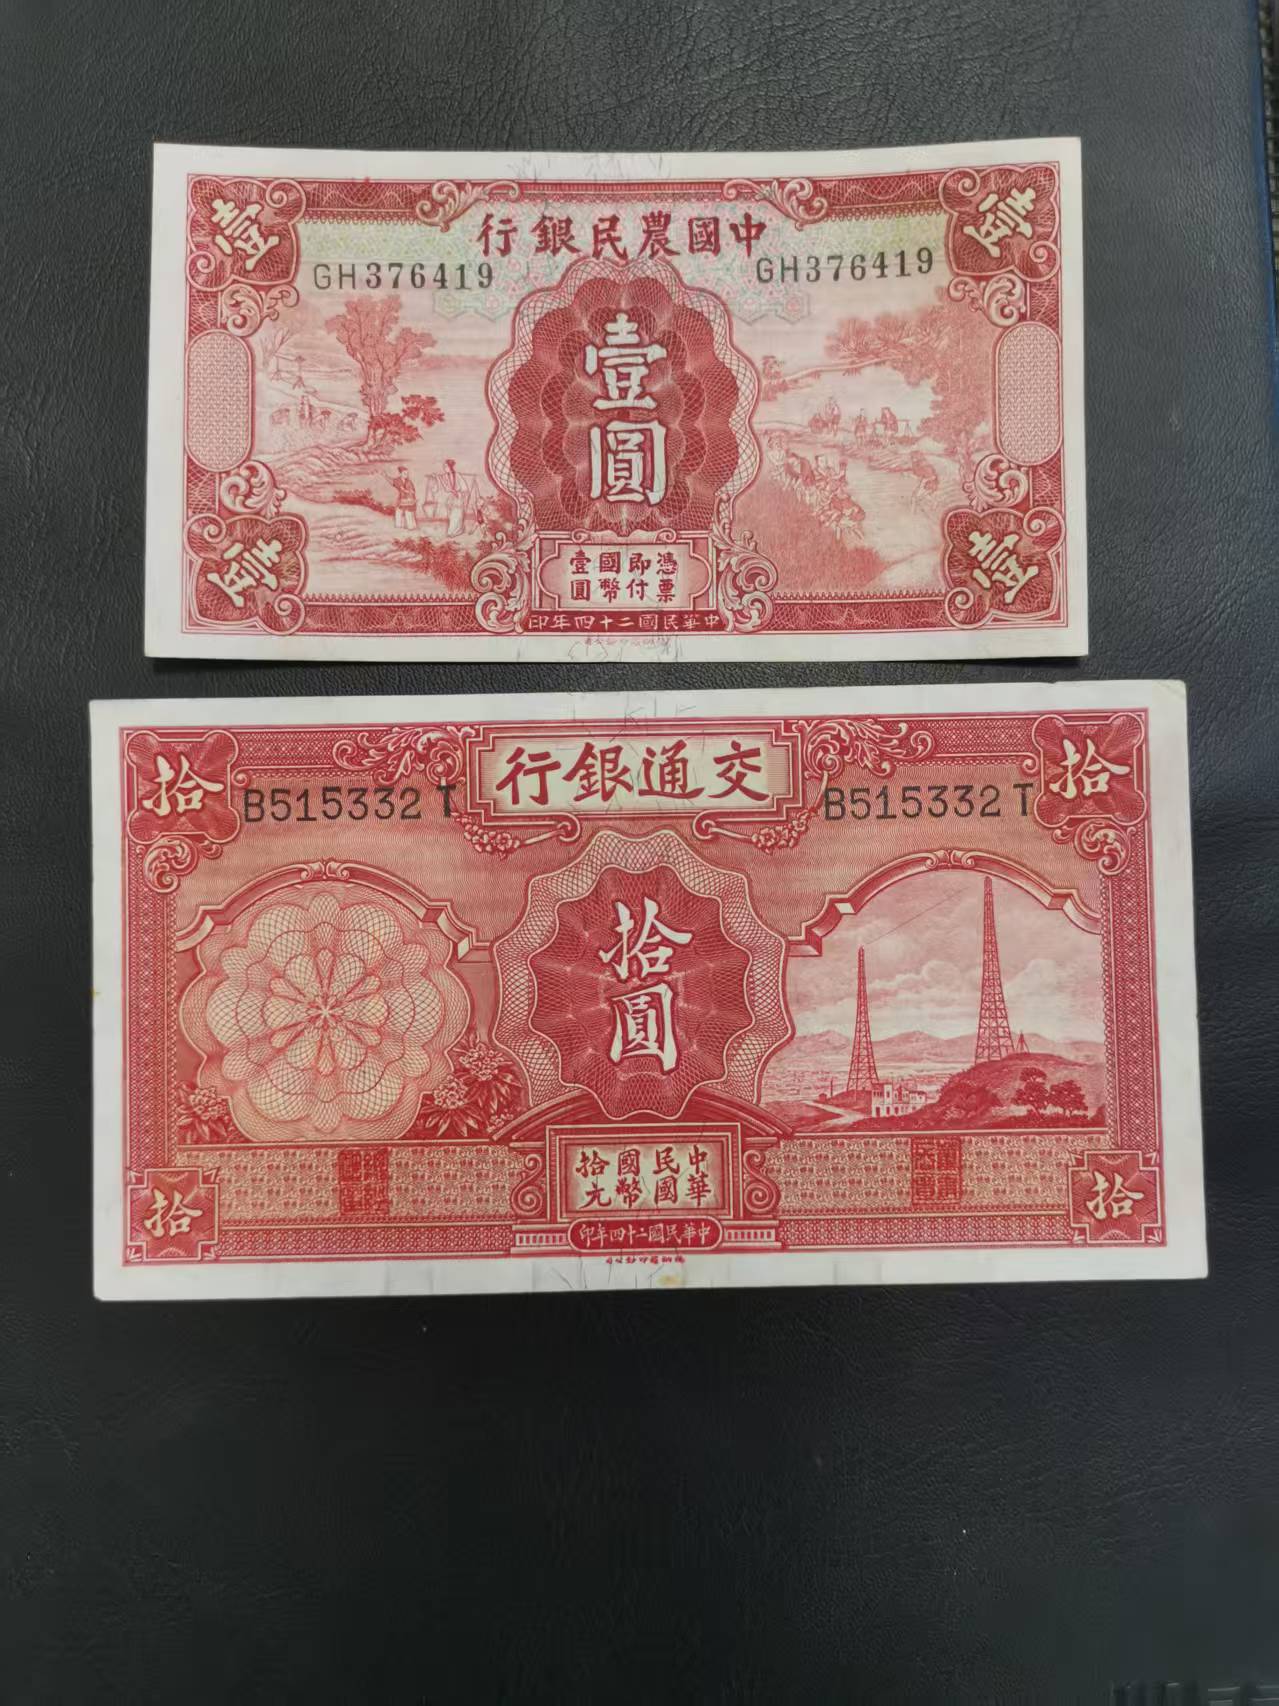 中國農民銀行
壹 壹
GH376419 GH376419
壹圓
壹 壹
憑票即付國幣壹圓
中華民國二十四年印
交通銀行
拾 拾
B515332T B515332T
拾圓
中華民國國幣拾元
拾 拾
中華民國二十四年印